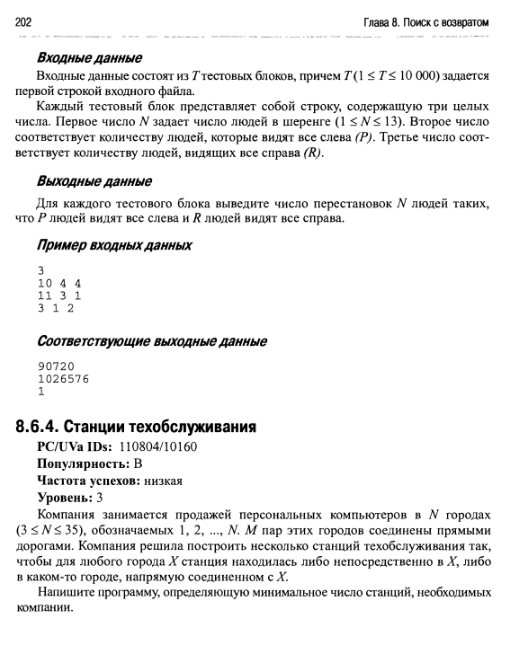 202
Глава 8. Поиск с возвратом
Входные данные
Входные данные состоят из T тестовых блоков, причем T (1 ≤ T ≤ 10 000) задается
первой строкой входного файла.
Каждый тестовый блок представляет собой строку, содержащую три целых
числа. Первое число N задает число людей в шеренге (1 ≤ N ≤ 13). Второе число
соответствует количеству людей, которые видят все слева (P). Третье число соот-
ветствует количеству людей, видящих все справа (R).
Выходные данные
Для каждого тестового блока выведите число перестановок N людей таких,
что P людей видят все слева и R людей видят все справа.
Пример входных данных
3
10 4 4
11 3 1
3 1 2
Соответствующие выходные данные
90720
1026576
1
8.6.4. Станции техобслуживания
PC/UVa IDs: 110804/10160
Популярность: B
Частота успехов: низкая
Уровень: 3
Компания занимается продажей персональных компьютеров в N городах
(3 ≤ N ≤ 35), обозначаемых 1, 2, ..., N. M пар этих городов соединены прямыми
дорогами. Компания решила построить несколько станций техобслуживания так,
чтобы для любого города X станция находилась либо непосредственно в X, либо
в каком-то городе, напрямую соединенном с X.
Напишите программу, определяющую минимальное число станций, необходимых
компании.